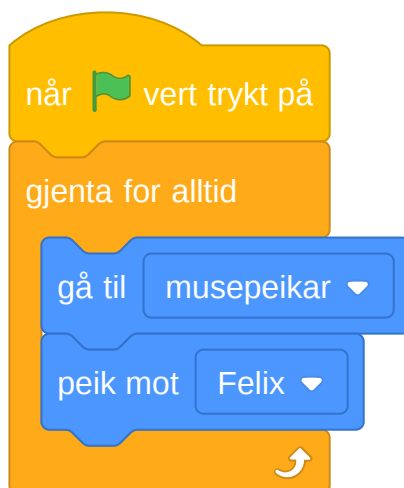 når vert trykt på
gjenta for alltid
gå til musepeikar
peik mot Felix